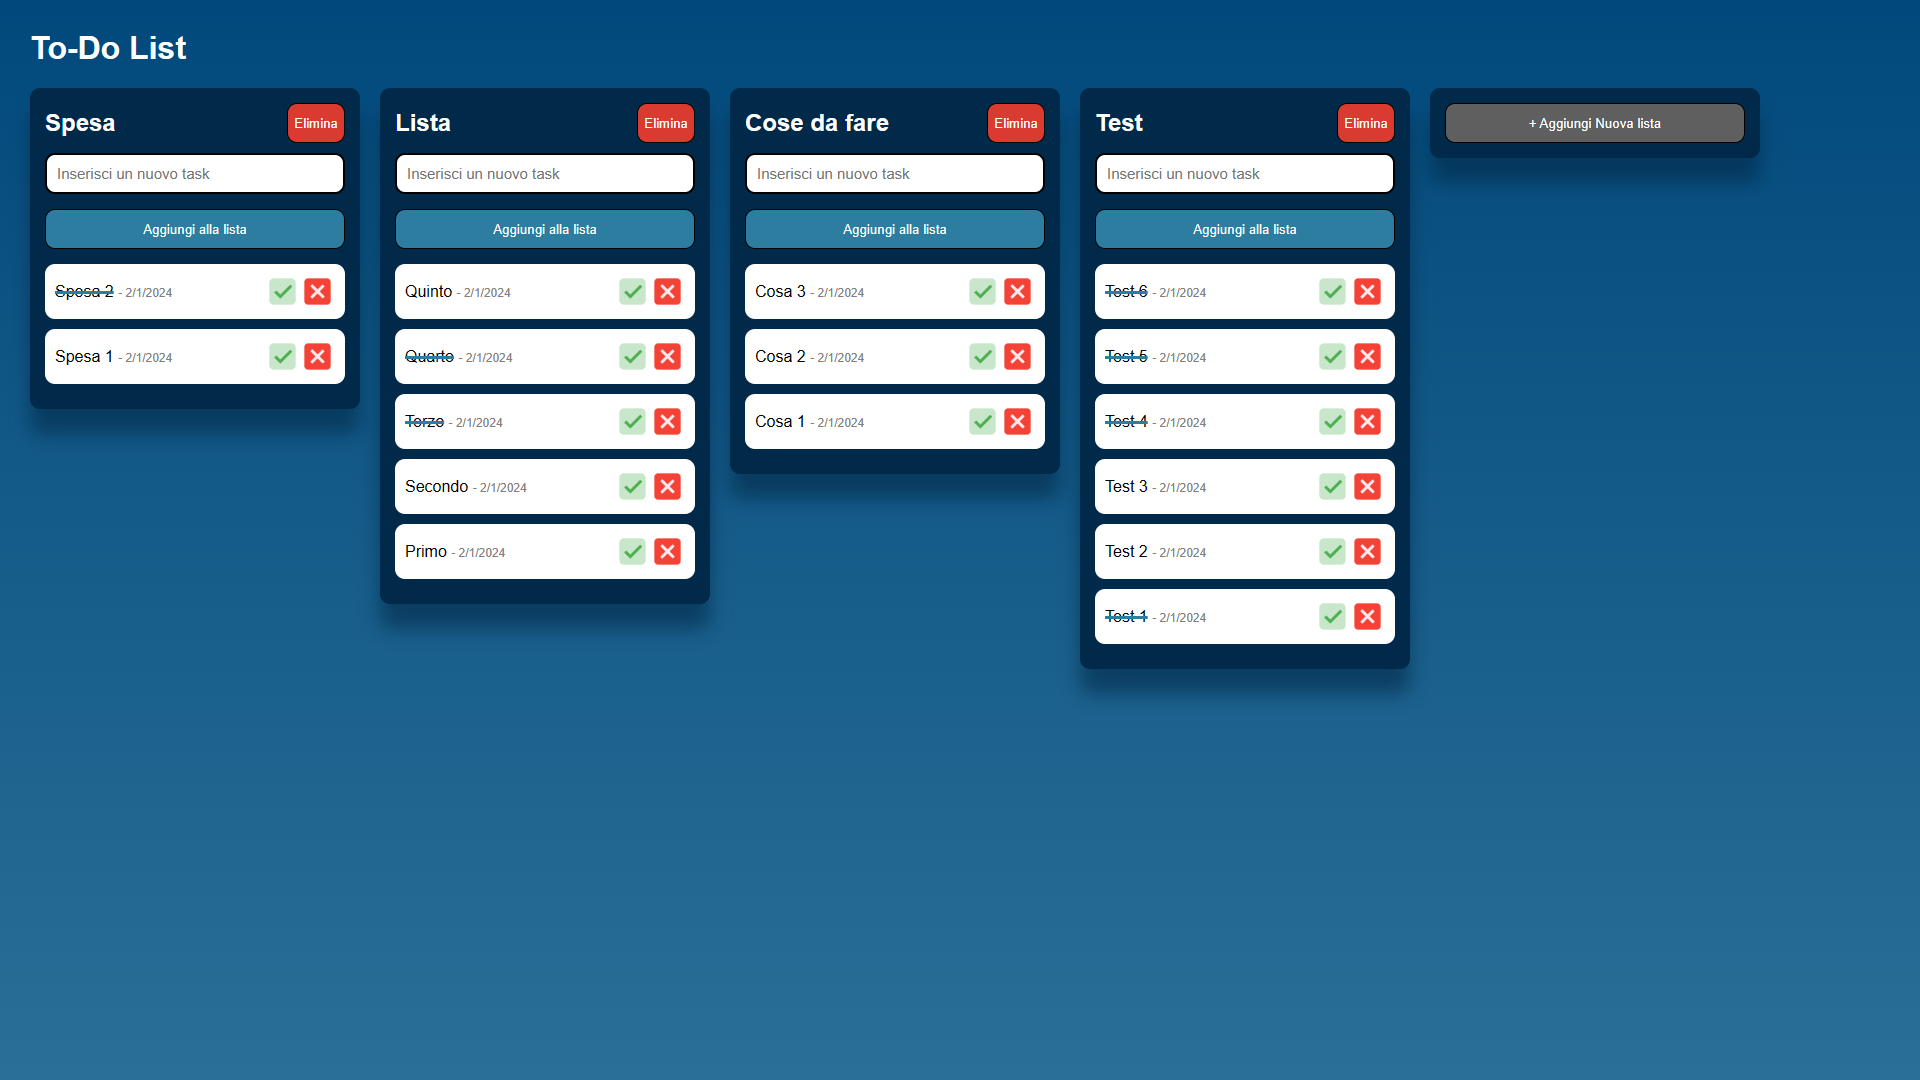 To-Do List
Spesa
Elimina
Inserisci un nuovo task
Aggiungi alla lista
Spesa 2 - 2/1/2024
Spesa 1 - 2/1/2024
Lista
Elimina
Inserisci un nuovo task
Aggiungi alla lista
Quinto - 2/1/2024
Quarto - 2/1/2024
Terzo - 2/1/2024
Secondo - 2/1/2024
Primo - 2/1/2024
Cose da fare
Elimina
Inserisci un nuovo task
Aggiungi alla lista
Cosa 3 - 2/1/2024
Cosa 2 - 2/1/2024
Cosa 1 - 2/1/2024
Test
Elimina
Inserisci un nuovo task
Aggiungi alla lista
Test 6 - 2/1/2024
Test 5 - 2/1/2024
Test 4 - 2/1/2024
Test 3 - 2/1/2024
Test 2 - 2/1/2024
Test 1 - 2/1/2024
+ Aggiungi Nuova lista